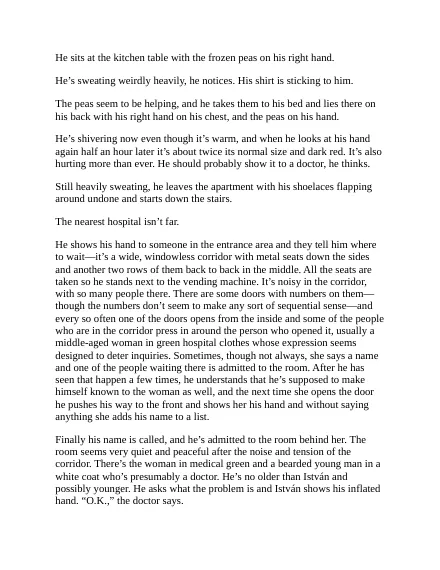 He sits at the kitchen table with the frozen peas on his right hand.
He’s sweating weirdly heavily, he notices. His shirt is sticking to him.
The peas seem to be helping, and he takes them to his bed and lies there on
his back with his right hand on his chest, and the peas on his hand.
He’s shivering now even though it’s warm, and when he looks at his hand
again half an hour later it’s about twice its normal size and dark red. It’s also
hurting more than ever. He should probably show it to a doctor, he thinks.
Still heavily sweating, he leaves the apartment with his shoelaces flapping
around undone and starts down the stairs.
The nearest hospital isn’t far.
He shows his hand to someone in the entrance area and they tell him where
to wait—it’s a wide, windowless corridor with metal seats down the sides
and another two rows of them back to back in the middle. All the seats are
taken so he stands next to the vending machine. It’s noisy in the corridor,
with so many people there. There are some doors with numbers on them—
though the numbers don’t seem to make any sort of sequential sense—and
every so often one of the doors opens from the inside and some of the people
who are in the corridor press in around the person who opened it, usually a
middle-aged woman in green hospital clothes whose expression seems
designed to deter inquiries. Sometimes, though not always, she says a name
and one of the people waiting there is admitted to the room. After he has
seen that happen a few times, he understands that he’s supposed to make
himself known to the woman as well, and the next time she opens the door
he pushes his way to the front and shows her his hand and without saying
anything she adds his name to a list.
Finally his name is called, and he’s admitted to the room behind her. The
room seems very quiet and peaceful after the noise and tension of the
corridor. There’s the woman in medical green and a bearded young man in a
white coat who’s presumably a doctor. He’s no older than István and
possibly younger. He asks what the problem is and István shows his inflated
hand. “O.K.,” the doctor says.